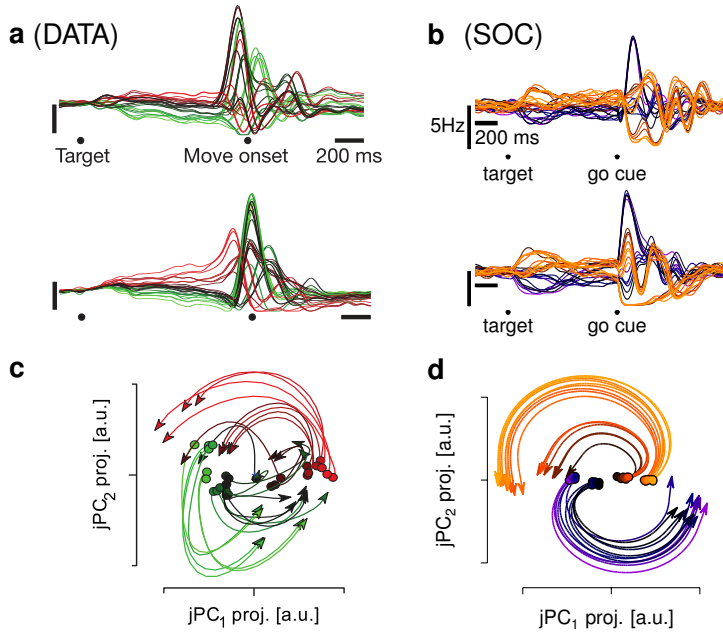 a (DATA)
Target
Move onset
200 ms
b (SOC)
5Hz
200 ms
target
go cue
target
go cue
c
jPC2 proj. [a.u.]
jPC1 proj. [a.u.]
d
jPC2 proj. [a.u.]
jPC1 proj. [a.u.]